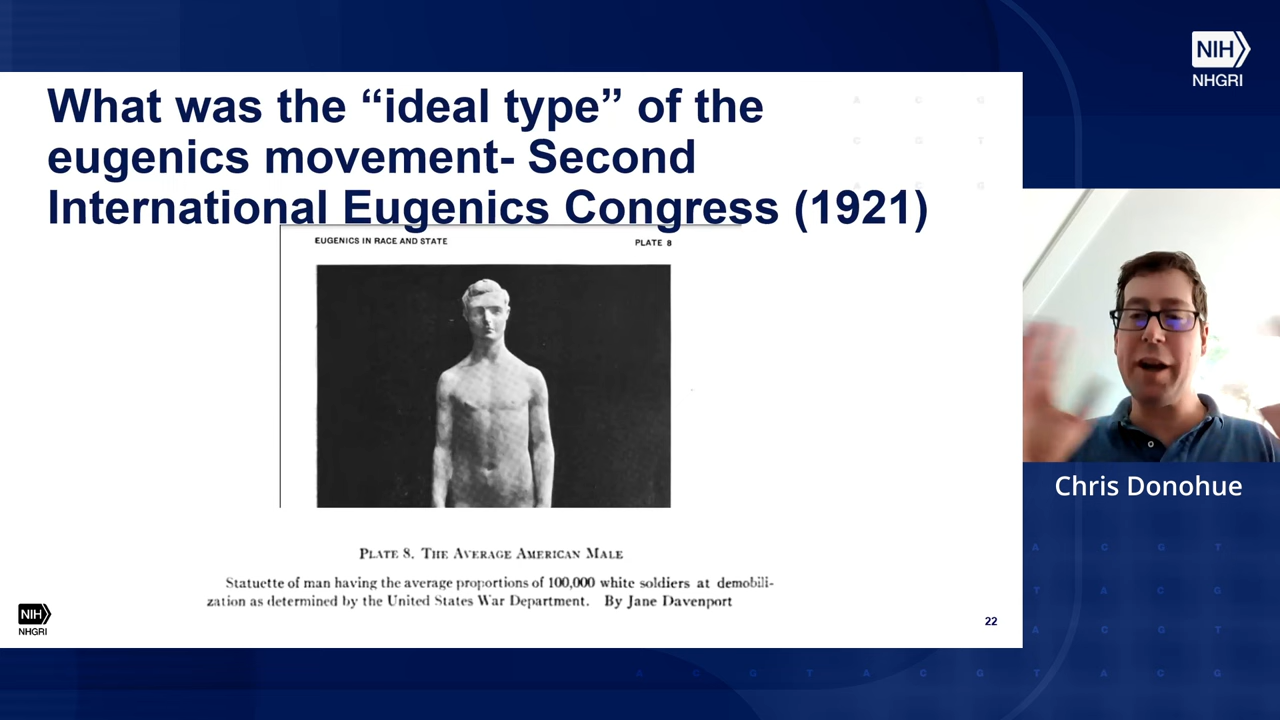 NIH
NHGRI
What was the “ideal type” of the
eugenics movement- Second
International Eugenics Congress (1921)
EUGENICS IN RACE AND STATE
PLATE 8
Plate 8. The Average American Male
Statuette of man having the average proportions of 100,000 white soldiers at demobili-
zation as determined by the United States War Department. By Jane Davenport
NIH
NHGRI
22
Chris Donohue